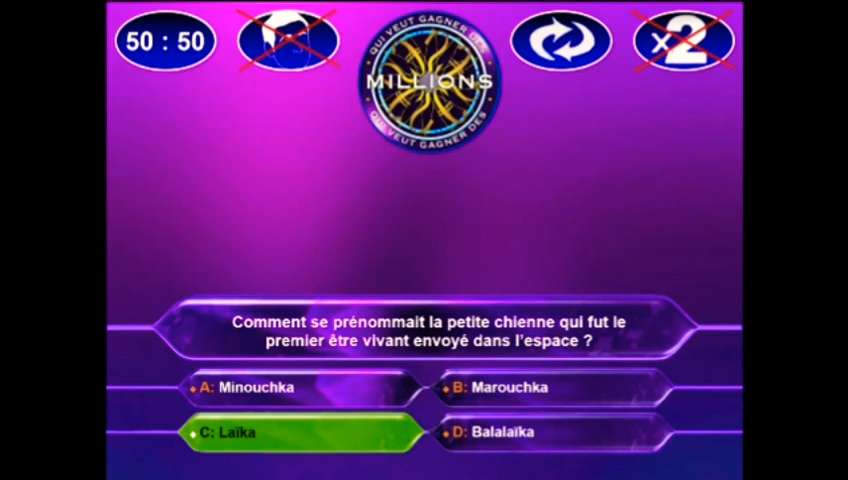 50 : 50
QUI VEUT GAGNER DES
MILLIONS
QUI VEUT GAGNER DES
x2
Comment se prénommait la petite chienne qui fut le
premier être vivant envoyé dans l'espace ?
A: Minouchka
B: Marouchka
C: Laïka
D: Balalaïka